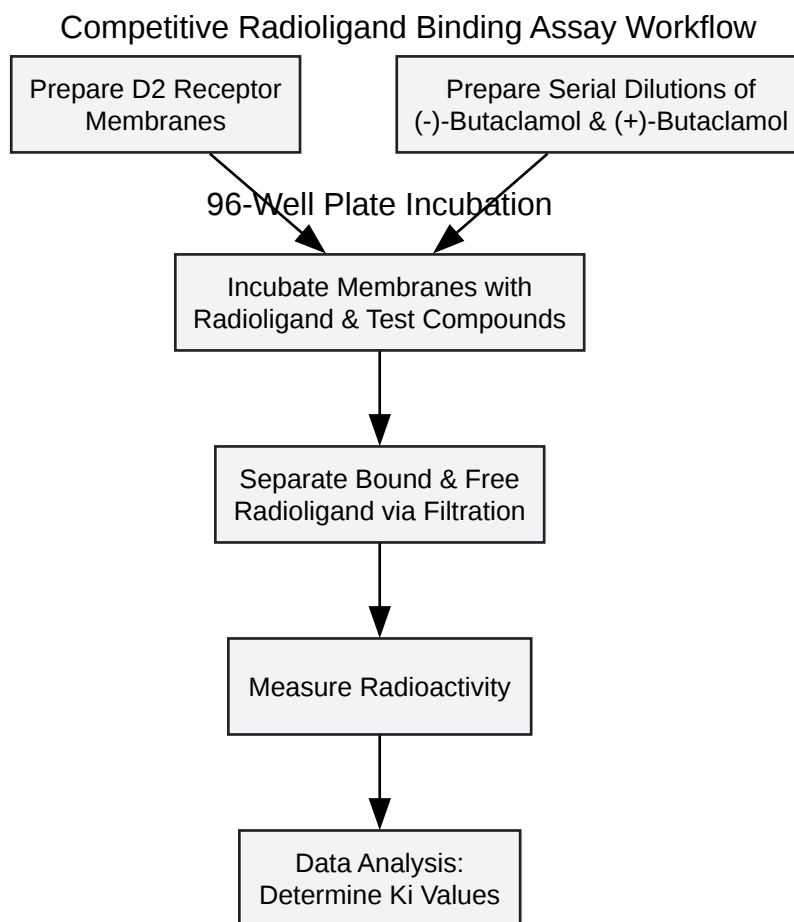 Competitive Radioligand Binding Assay Workflow
Prepare D2 Receptor
Membranes
Prepare Serial Dilutions of
(-)-Butaclamol & (+)-Butaclamol
96-Well Plate Incubation
Incubate Membranes with
Radioligand & Test Compounds
Separate Bound & Free
Radioligand via Filtration
Measure Radioactivity
Data Analysis:
Determine Ki Values